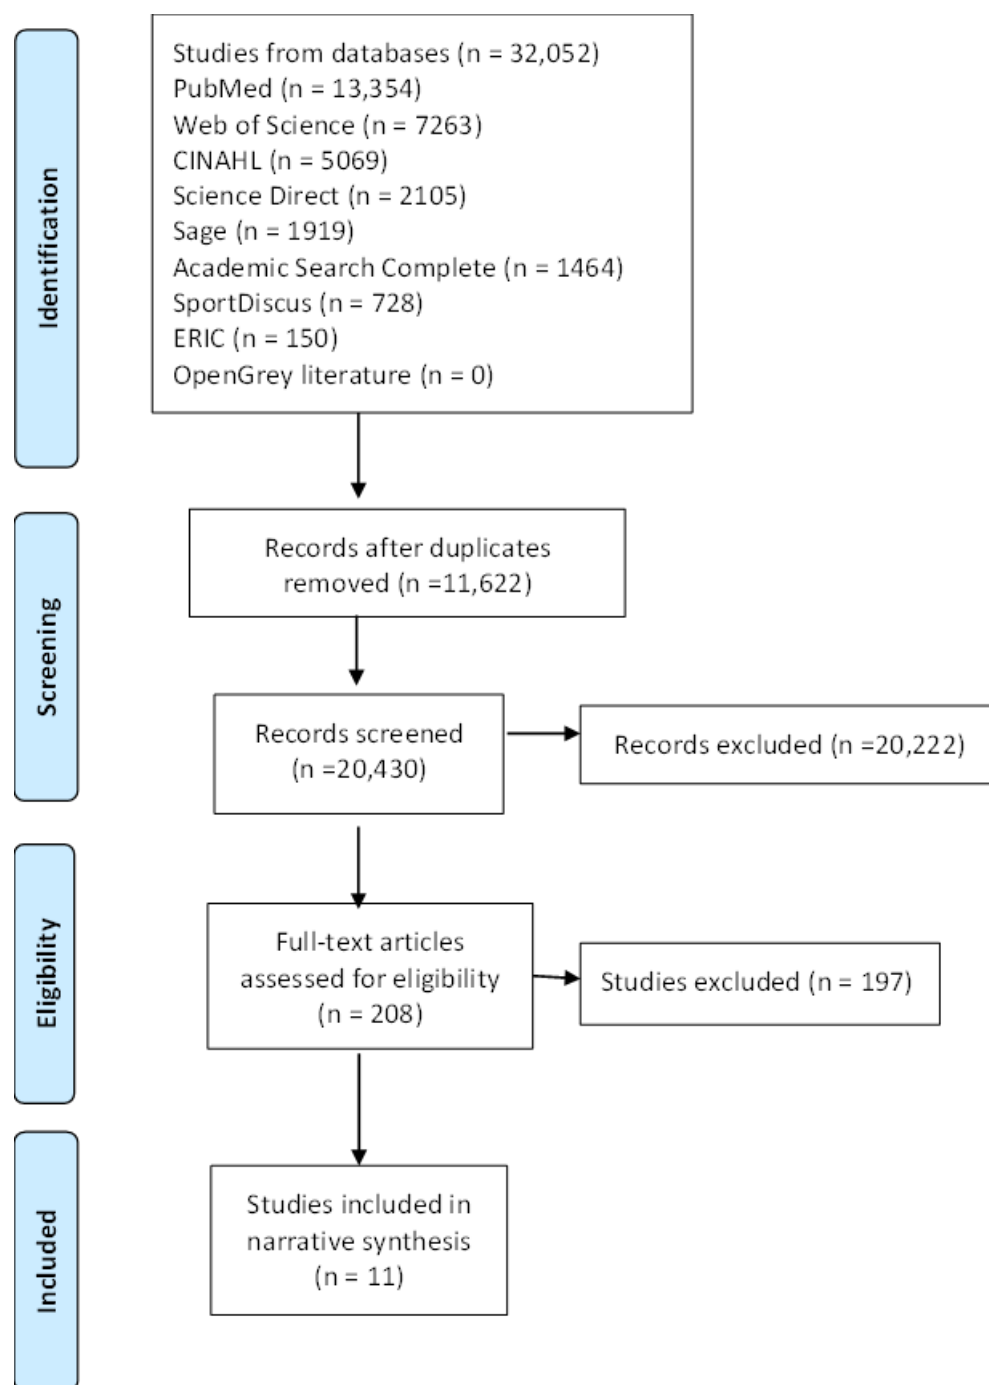 Identification
Studies from databases (n = 32,052)
PubMed (n = 13,354)
Web of Science (n = 7263)
CINAHL (n = 5069)
Science Direct (n = 2105)
Sage (n = 1919)
Academic Search Complete (n = 1464)
SportDiscus (n = 728)
ERIC (n = 150)
OpenGrey literature (n = 0)
Screening
Records after duplicates
removed (n =11,622)
Records screened
(n =20,430)
Records excluded (n =20,222)
Eligibility
Full-text articles
assessed for eligibility
(n = 208)
Studies excluded (n = 197)
Included
Studies included in
narrative synthesis
(n = 11)